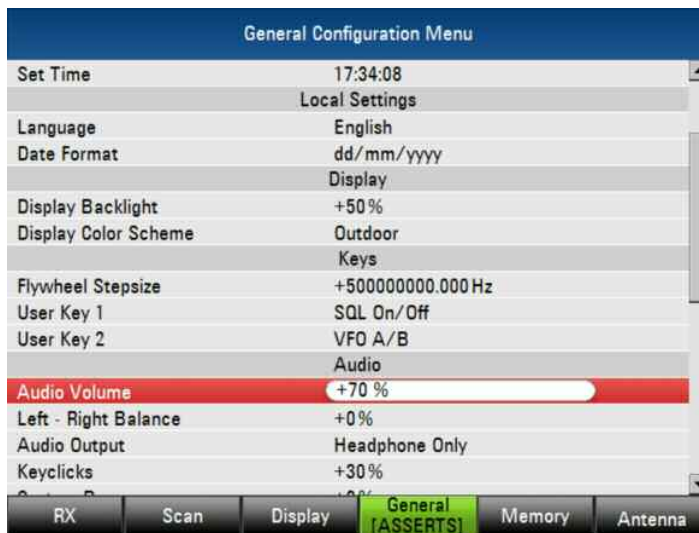 General Configuration Menu
Set Time 17:34:08
Local Settings
Language English
Date Format dd/mm/yyyy
Display
Display Backlight +50%
Display Color Scheme Outdoor
Keys
Flywheel Stepsize +500000000.000 Hz
User Key 1 SQL On/Off
User Key 2 VFO A/B
Audio
Audio Volume +70 %
Left - Right Balance +0%
Audio Output Headphone Only
Keyclicks +30%
RX Scan Display General [ASSERTS] Memory Antenna